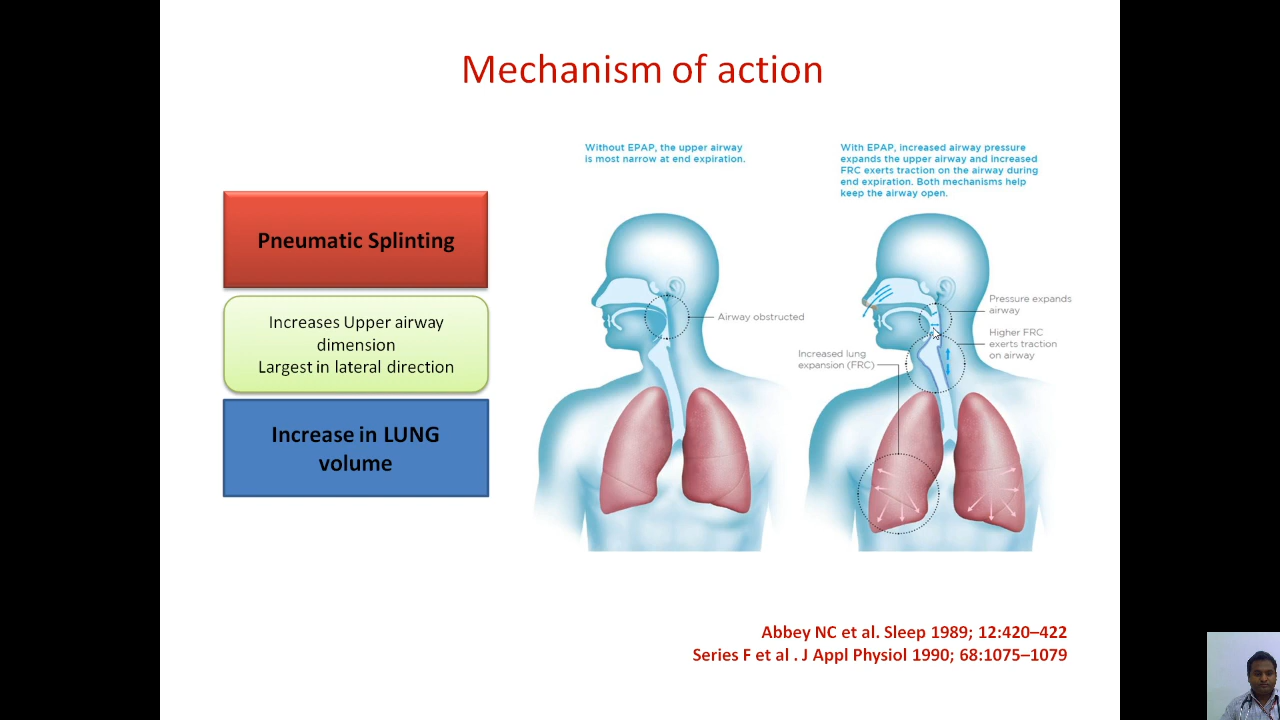 Mechanism of action
Without EPAP, the upper airway
is most narrow at end expiration.
With EPAP, increased airway pressure
expands the upper airway and increased
FRC exerts traction on the airway during
end expiration. Both mechanisms help
keep the airway open.
Pneumatic Splinting
Increases Upper airway
dimension
Largest in lateral direction
Increase in LUNG
volume
Airway obstructed
Pressure expands
airway
Higher FRC
exerts traction
on airway
Increased lung
expansion (FRC)
Abbey NC et al. Sleep 1989; 12:420–422
Series F et al . J Appl Physiol 1990; 68:1075–1079